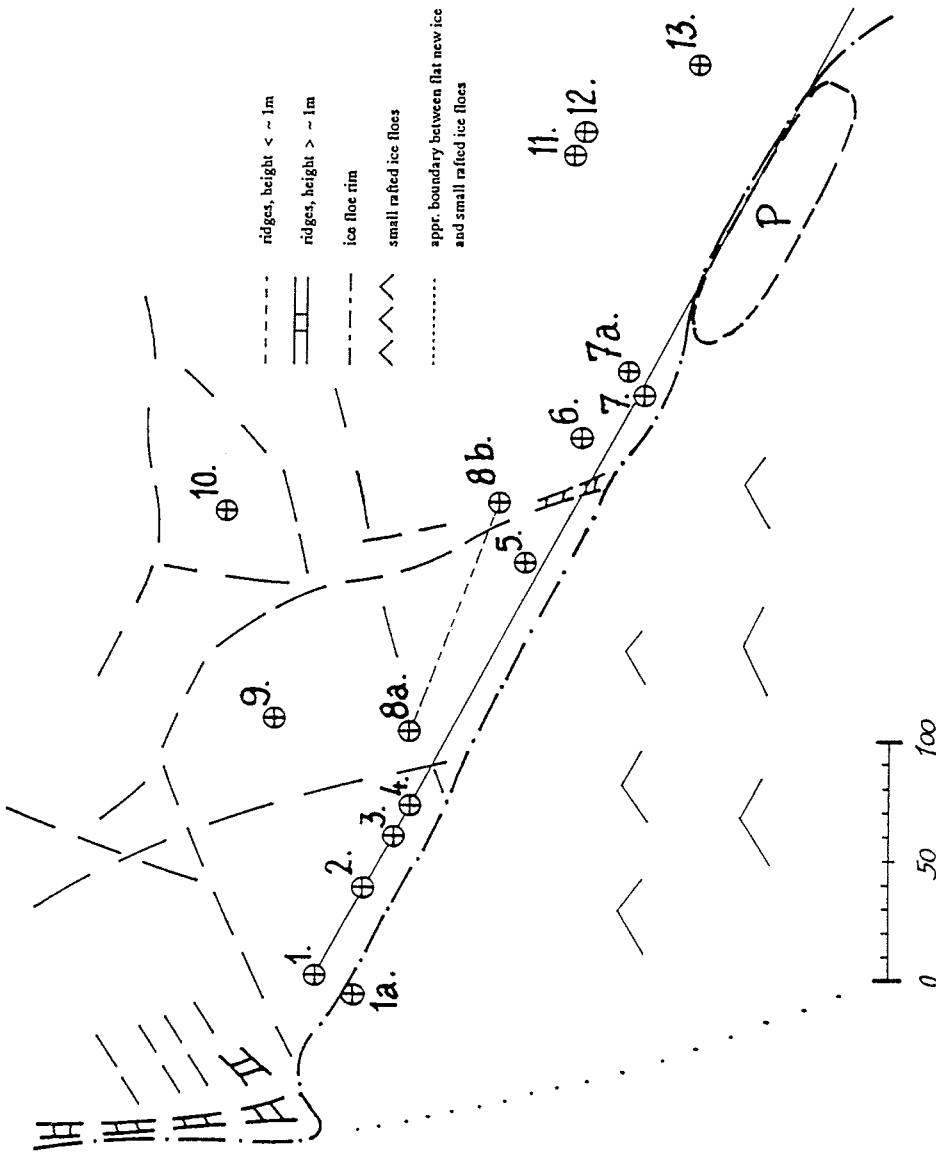 ridges, height < ~ 1m
ridges, height > ~ 1m
ice floe rim
small rafted ice floes
appr. boundary between flat new ice
and small rafted ice floes
1.
1a.
2.
3.
4.
8a.
9.
5.
8b.
10.
6.
7.
7a.
11.
12.
13.
P
0
50
100